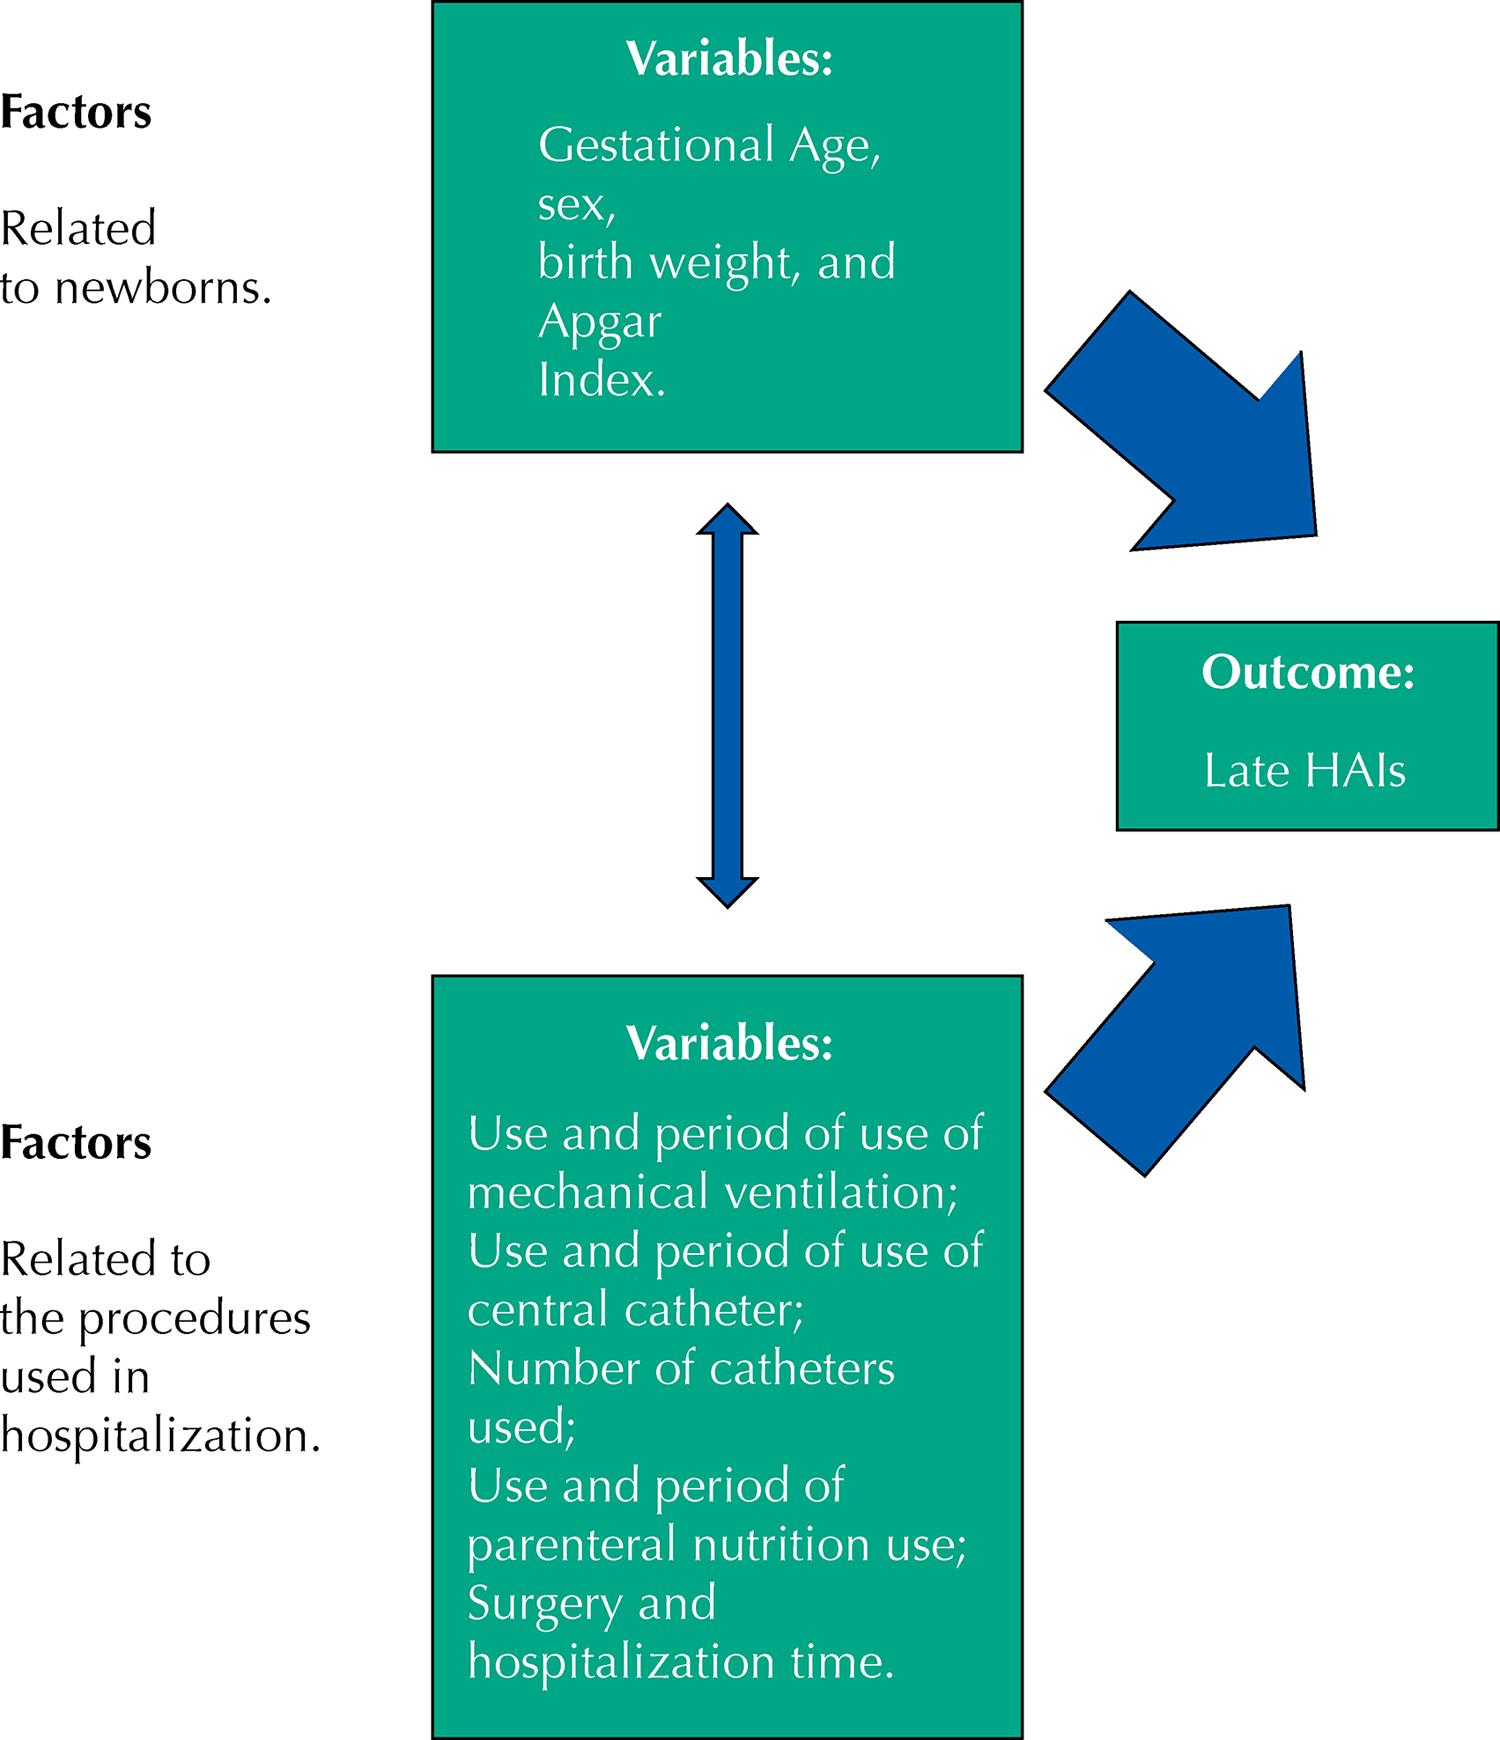 Factors
Related
to newborns.
Variables:
Gestational Age,
sex,
birth weight, and
Apgar
Index.
Outcome:
Late HAIs
Factors
Related to
the procedures
used in
hospitalization.
Variables:
Use and period of use of
mechanical ventilation;
Use and period of use of
central catheter;
Number of catheters
used;
Use and period of
parenteral nutrition use;
Surgery and
hospitalization time.